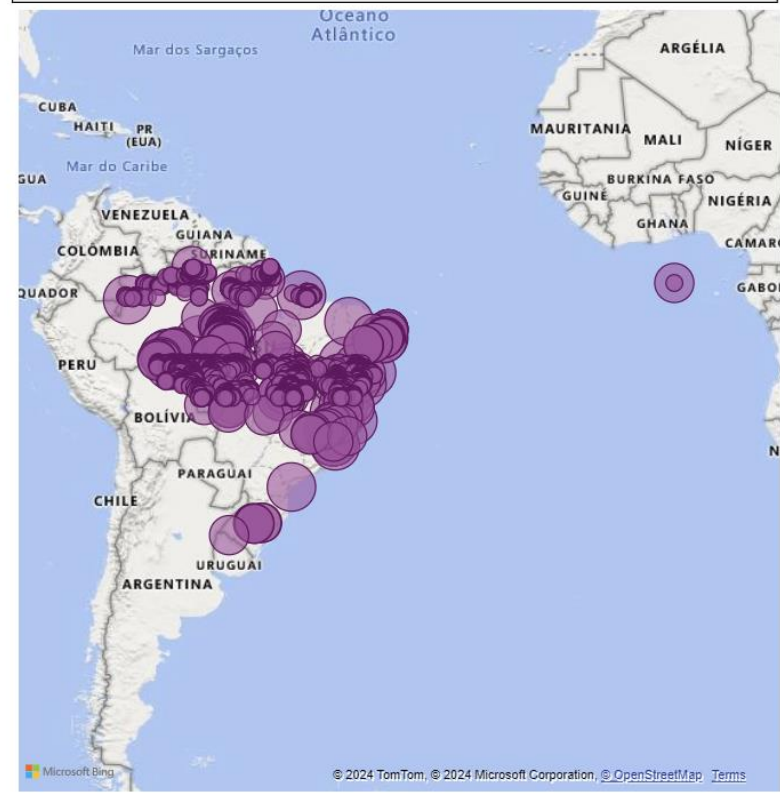 Oceano
Atlântico
Mar dos Sargaços
ARGÉLIA
CUBA
HAITI
PR
(EUA)
MAURITANIA
MALI
NÍGER
Mar do Caribe
GUA
BURKINA FASO
GUINÉ
NIGÉRIA
VENEZUELA
GHANA
GUIANA
SURINAME
CAMAR
COLÔMBIA
QUADOR
GABO
PERU
BOLÍVIA
N
PARAGUAI
CHILE
URUGUAI
ARGENTINA
Microsoft Bing
© 2024 TomTom, © 2024 Microsoft Corporation, © OpenStreetMap Terms